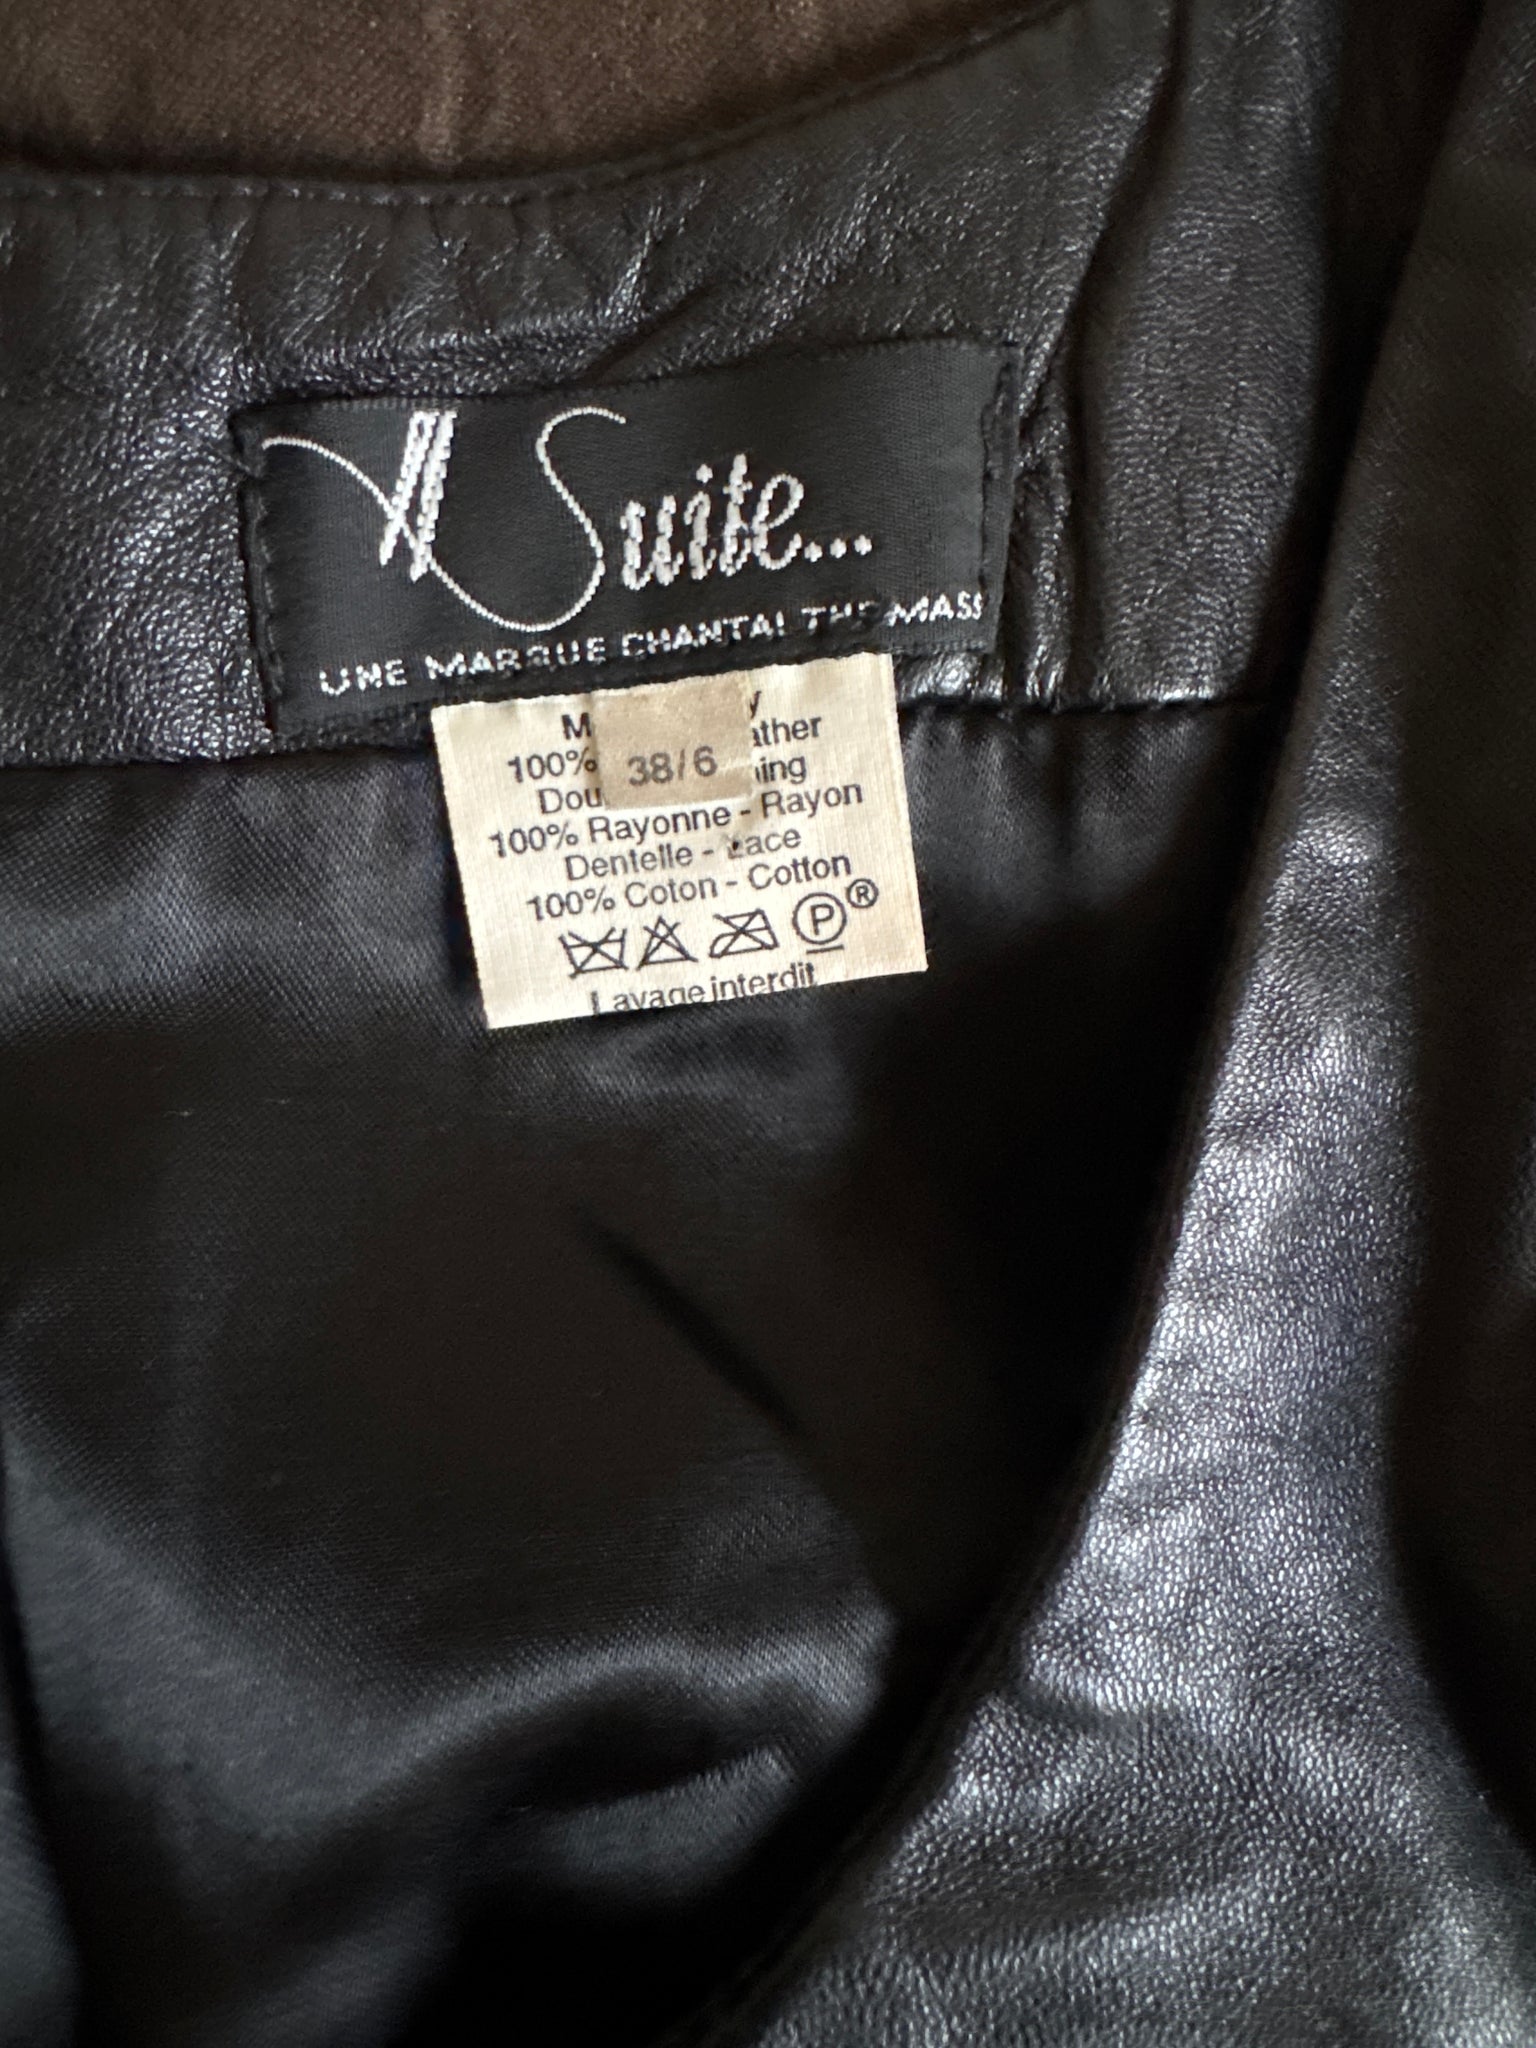 A Suite...
UNE MARQUE CHANTAL THOMASS
38/6
100% Rayonne - Rayon
Dentelle - Lace
100% Coton - Cotton
P ®
Lavage interdit